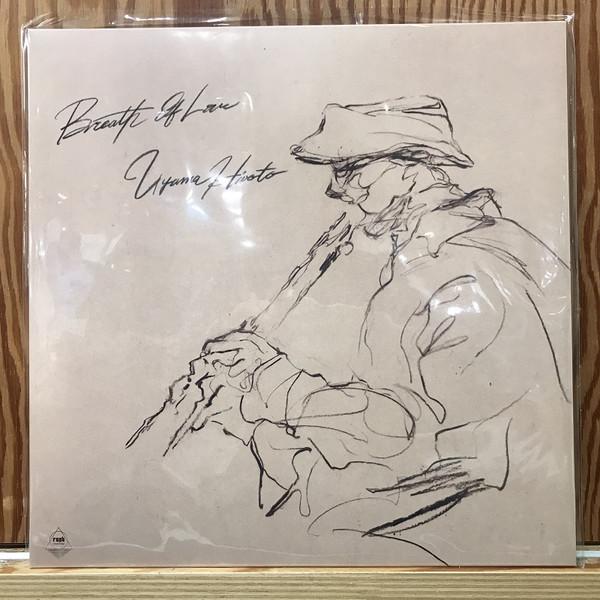 Breath Of Love
Uyama Hiroto